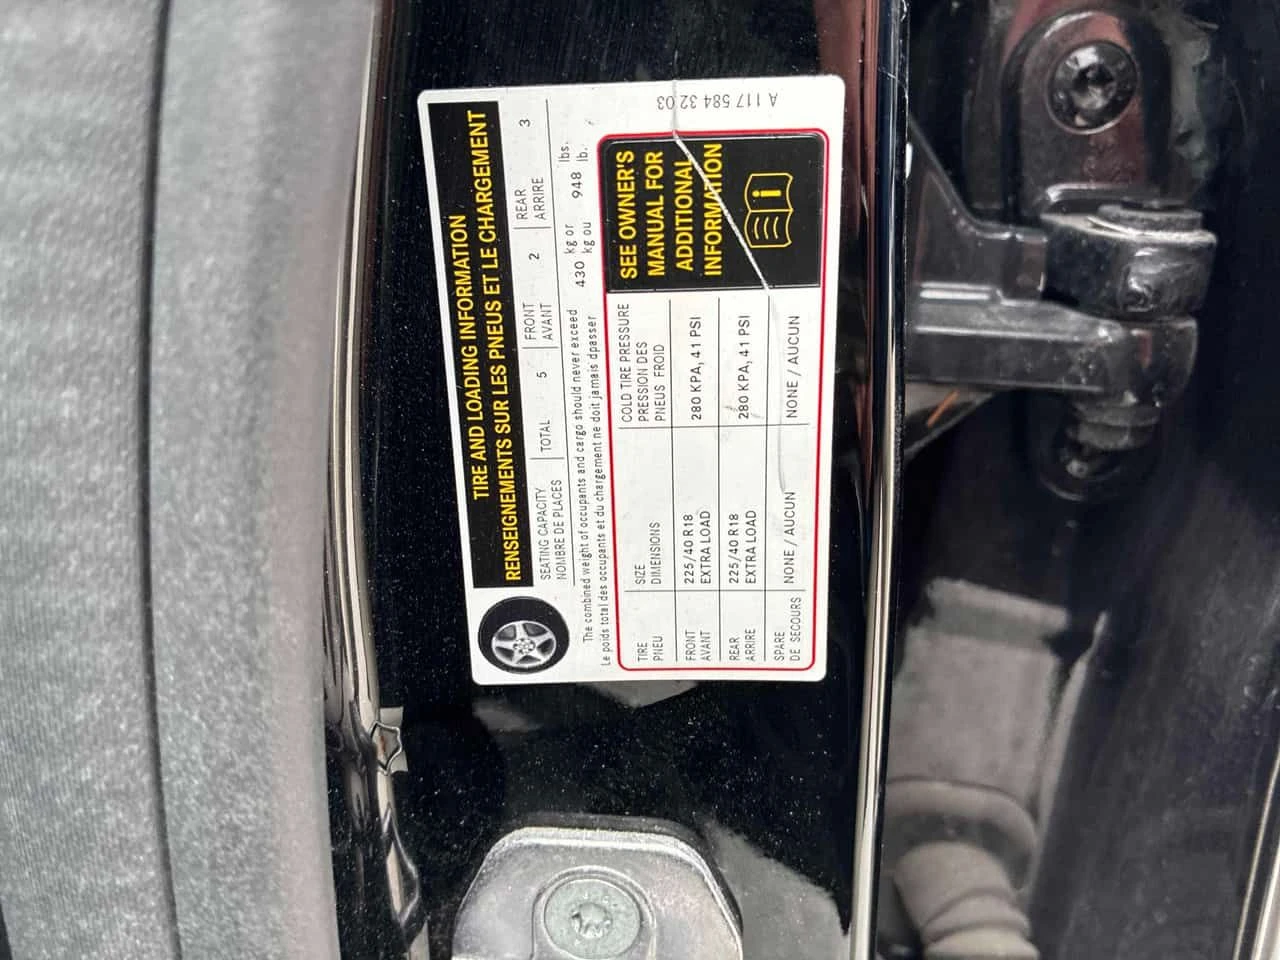 TIRE AND LOADING INFORMATION
RENSEIGNEMENTS SUR LES PNEUS ET LE CHARGEMENT
SEATING CAPACITY
NOMBRE DE PLACES
TOTAL 5
FRONT
AVANT
2
REAR
ARRIRE
3
The combined weight of occupants and cargo should never exceed 430 kg or 948 lbs.
Le poids total des occupants et du chargement ne doit jamais dpasser kg ou lb.
TIRE
PNEU
SIZE
DIMENSIONS
COLD TIRE PRESSURE
PRESSION DES
PNEUS FROID
FRONT
AVANT
225/40 R18
EXTRA LOAD
280 KPA, 41 PSI
REAR
ARRIRE
225/40 R18
EXTRA LOAD
280 KPA, 41 PSI
SPARE
DE SECOURS
NONE / AUCUN
NONE / AUCUN
SEE OWNER'S
MANUAL FOR
ADDITIONAL
INFORMATION
A 117 584 32 03